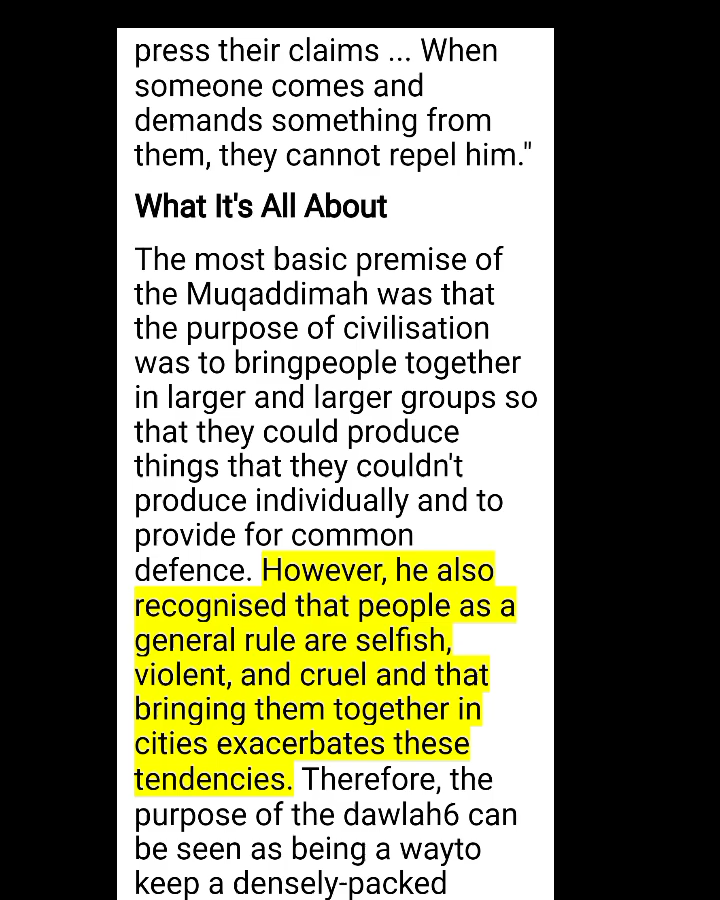 press their claims ... When
someone comes and
demands something from
them, they cannot repel him."
What It's All About
The most basic premise of
the Muqaddimah was that
the purpose of civilisation
was to bringpeople together
in larger and larger groups so
that they could produce
things that they couldn't
produce individually and to
provide for common
defence. However, he also
recognised that people as a
general rule are selfish,
violent, and cruel and that
bringing them together in
cities exacerbates these
tendencies. Therefore, the
purpose of the dawlah6 can
be seen as being a wayto
keep a densely-packed